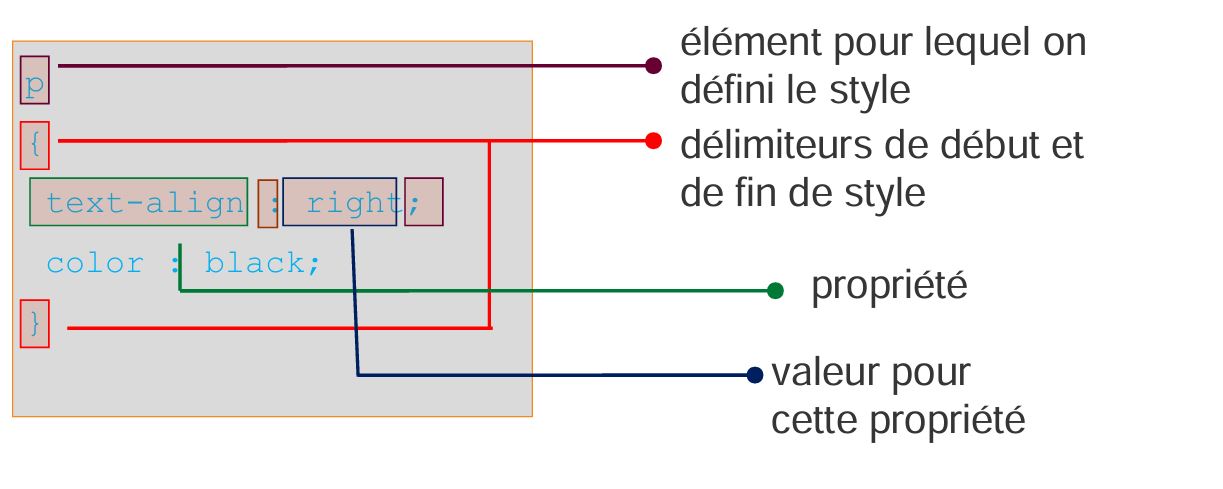 p
{
text-align : right;
color : black;
}
élément pour lequel on
défini le style
délimiteurs de début et
de fin de style
propriété
valeur pour
cette propriété